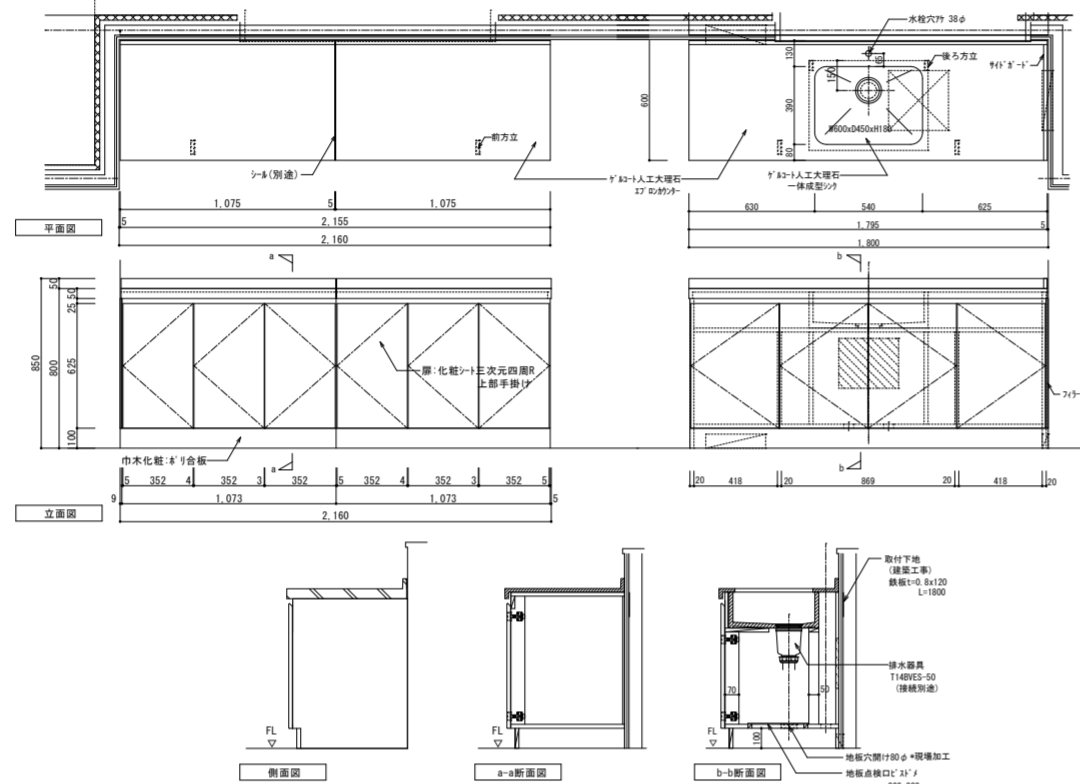 水栓穴ｱｹ 38φ
後ろ方立
ｻｲﾄﾞｶﾞｰﾄﾞ
130
65
150
390
80
600
W600xD450xH180
前方立
ｼｰﾙ(別途)
ｹﾞﾙｺｰﾄ人工大理石
ｴﾌﾟﾛﾝｶｳﾝﾀｰ
ｹﾞﾙｺｰﾄ人工大理石
一体成型ｼﾝｸ
1,075
5
1,075
5
2,155
2,160
630
540
625
1,795
5
1,800
平面図
a
b
50
25 50
850
800
625
100
扉:化粧ｼｰﾄ三次元四周R
上部手掛け
巾木化粧:ﾎﾟﾘ合板
ﾌｨﾗｰ
a
b
5 352 4 352 3 352 5 352 4 352 3 352 5
9 1,073 1,073 5
2,160
20 418 20 869 20 418 20
立面図
取付下地
(建築工事)
鉄板t=0.8x120
L=1800
排水器具
T14BVES-50
(接続別途)
70
50
100
FL
FL
FL
地板穴開け80φ *現場加工
地板点検口ﾋﾞｽﾄﾞﾒ
側面図
a-a断面図
b-b断面図